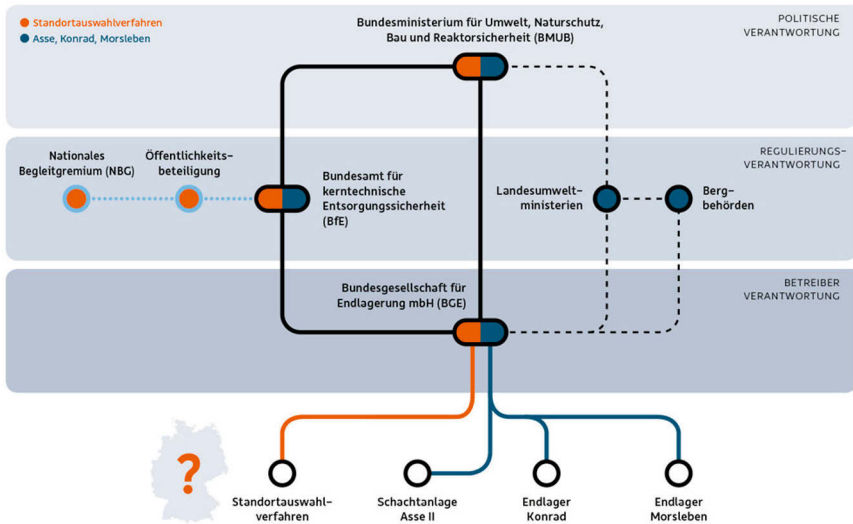 Standortauswahlverfahren
Asse, Konrad, Morsleben
Bundesministerium für Umwelt, Naturschutz,
Bau und Reaktorsicherheit (BMUB)
POLITISCHE
VERANTWORTUNG
Nationales
Begleitgremium (NBG)
Öffentlichkeits-
beteiligung
Bundesamt für
kerntechnische
Entsorgungssicherheit
(BfE)
Landesumwelt-
ministerien
Berg-
behörden
REGULIERUNGS-
VERANTWORTUNG
Bundesgesellschaft für
Endlagerung mbH (BGE)
BETREIBER
VERANTWORTUNG
?
Standortauswahl-
verfahren
Schachtanlage
Asse II
Endlager
Konrad
Endlager
Morsleben